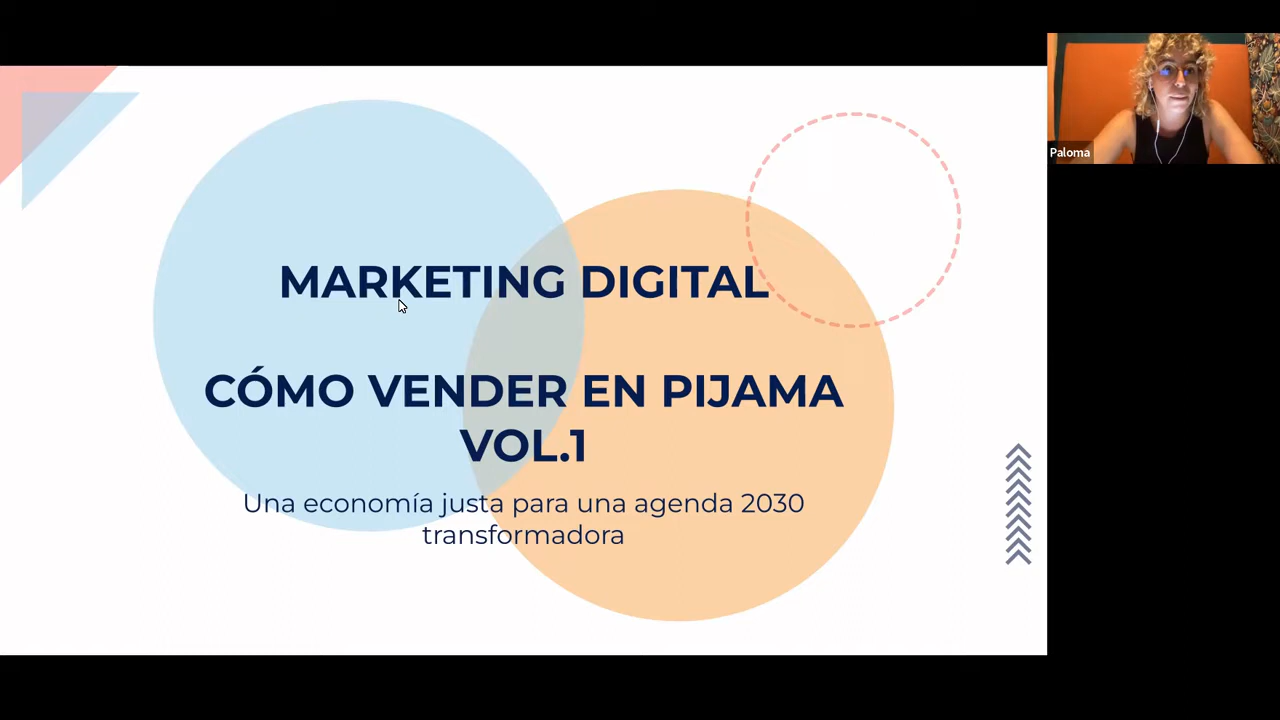 MARKETING DIGITAL
CÓMO VENDER EN PIJAMA
VOL.1
Una economía justa para una agenda 2030
transformadora
Paloma